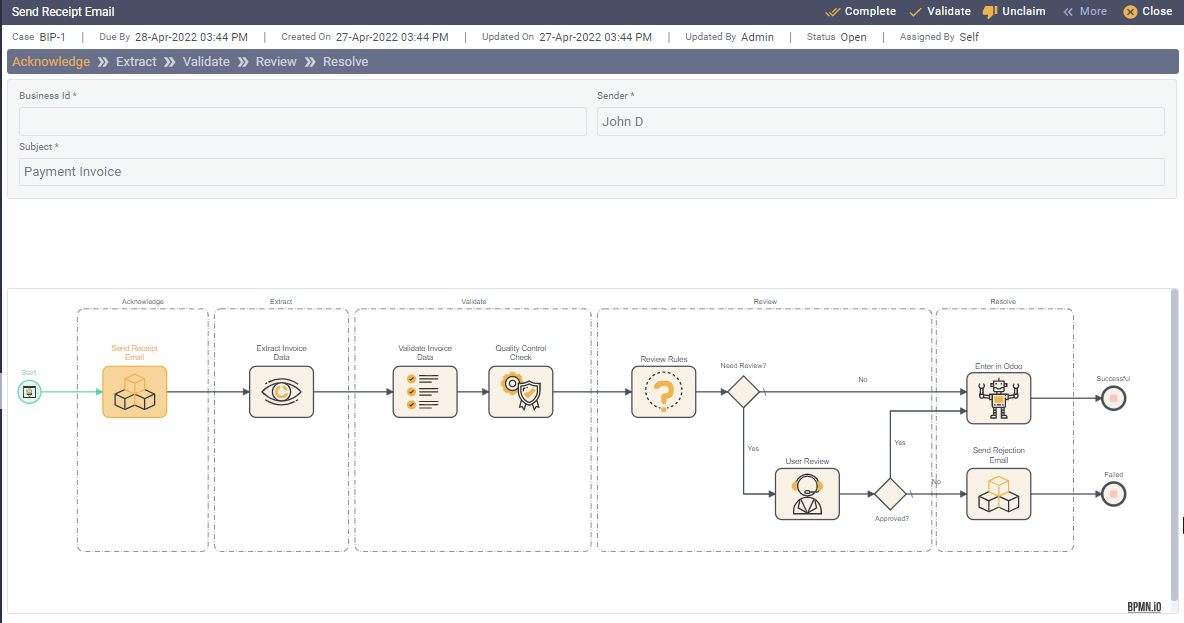 Send Receipt Email
Complete Validate Unclaim More Close
Case BIP-1 | Due By 28-Apr-2022 03:44 PM | Created On 27-Apr-2022 03:44 PM | Updated On 27-Apr-2022 03:44 PM | Updated By Admin | Status Open | Assigned By Self
Acknowledge » Extract » Validate » Review » Resolve
Business Id * Sender *
John D
Subject *
Payment Invoice
Acknowledge Extract Validate Review Resolve
Send Receipt
Email
Extract Invoice
Data
Validate Invoice
Data
Quality Control
Check
Review Rules
Need Review?
Enter in Odoo
Start
No
Successful
Yes
Yes
User Review
Send Rejection
Email
No
Failed
Approved?
BPMN.iO